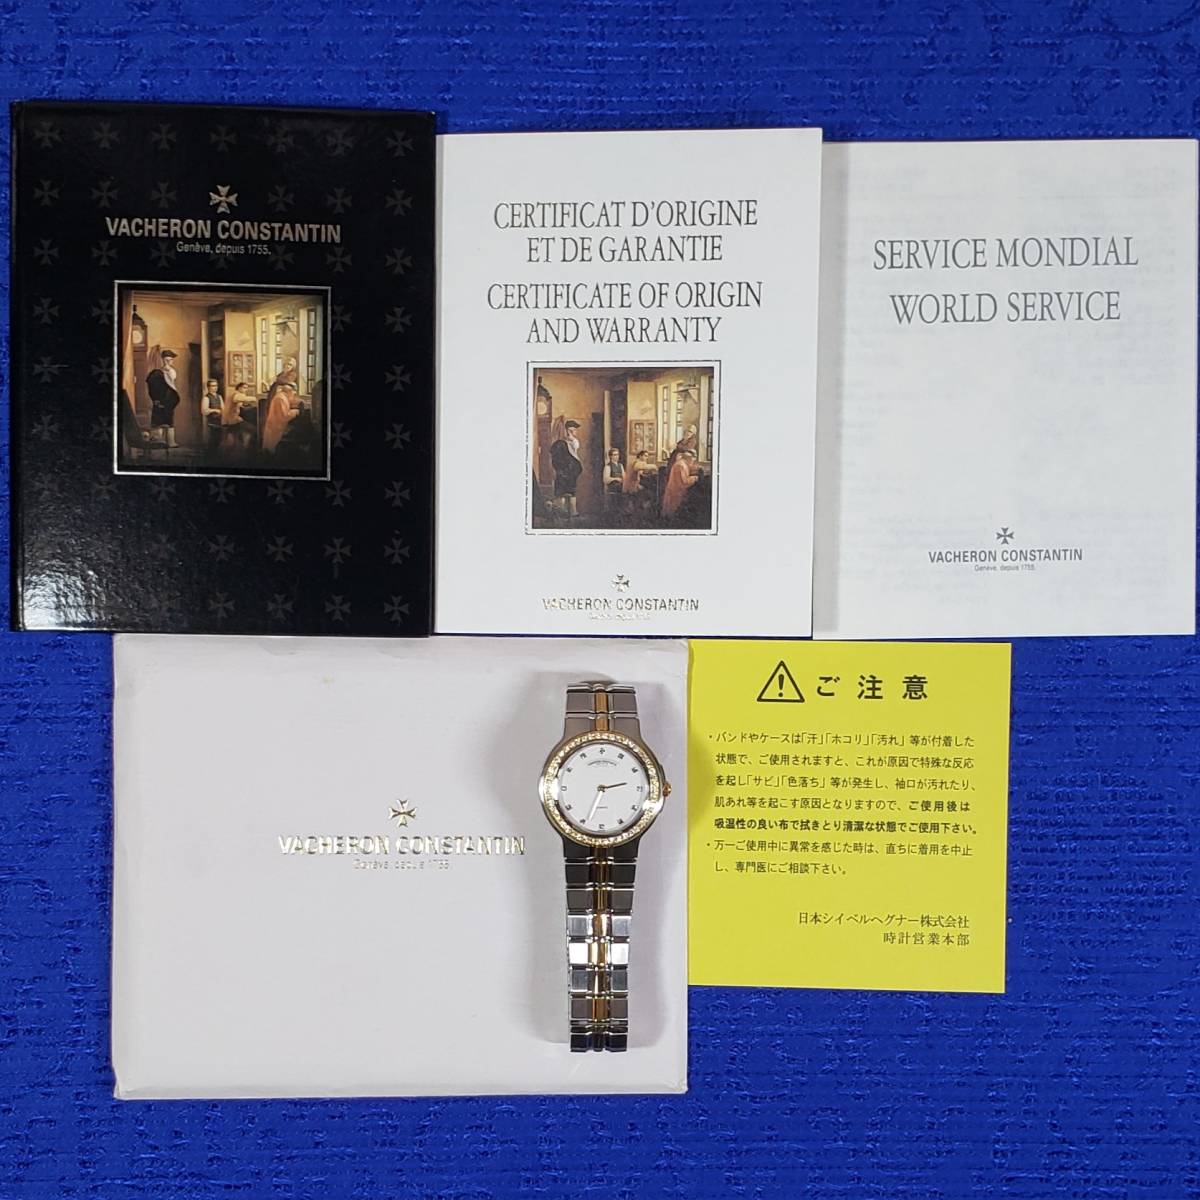 VACHERON CONSTANTIN
Genève, depuis 1755.
CERTIFICAT D'ORIGINE
ET DE GARANTIE
CERTIFICATE OF ORIGIN
AND WARRANTY
VACHERON CONSTANTIN
SERVICE MONDIAL
WORLD SERVICE
VACHERON CONSTANTIN
Genève, depuis 1755.
VACHERON CONSTANTIN
Genève, depuis 1755.
ご注意
・バンドやケースは「汗」「ホコリ」「汚れ」等が付着した
状態で、ご使用されますと、これが原因で特殊な反応
を起し「サビ」「色落ち」等が発生し、袖口が汚れたり、
肌あれ等を起こす原因となりますので、ご使用後は
吸湿性の良い布で拭きとり清潔な状態でご使用下さい。
・万一ご使用中に異常を感じた時は、直ちに着用を中止
し、専門医にご相談下さい。
日本シイベルヘグナー株式会社
時計営業本部